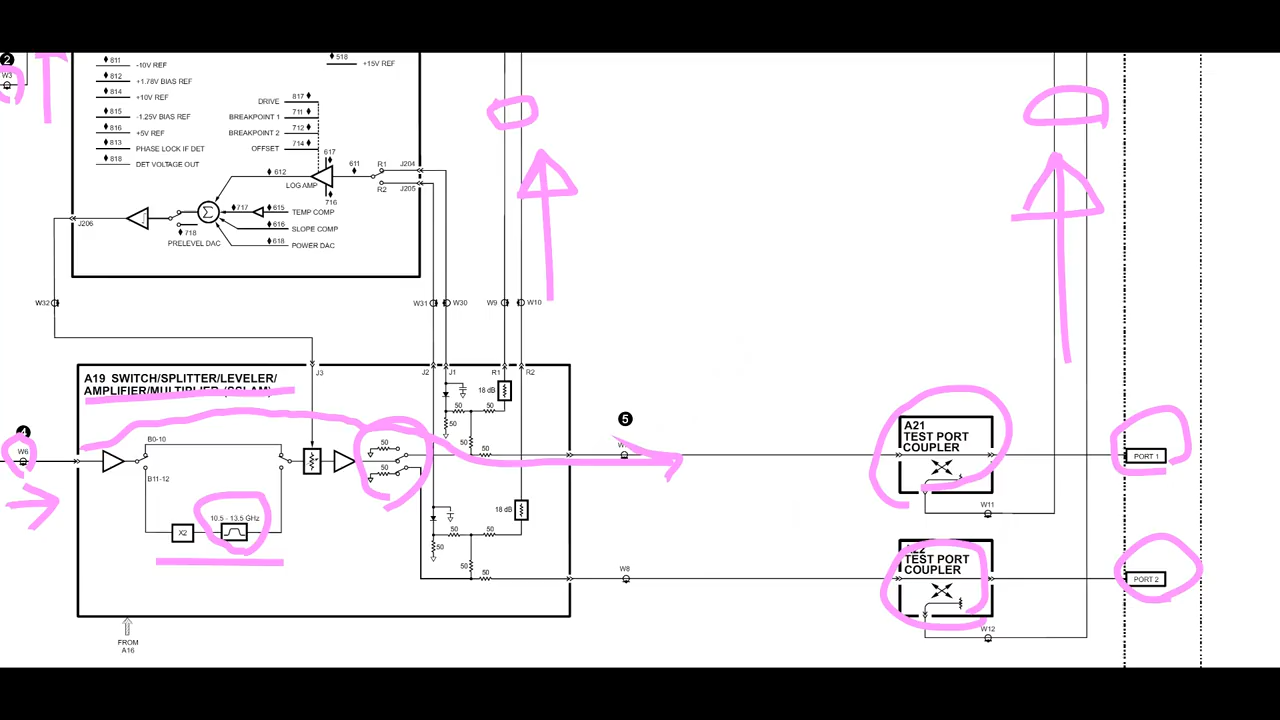 2
W3
811
-10V REF
812
+1.78V BIAS REF
814
+10V REF
815
-1.25V BIAS REF
816
+5V REF
813
PHASE LOCK IF DET
818
DET VOLTAGE OUT
518
+15V REF
DRIVE
817
BREAKPOINT 1
711
BREAKPOINT 2
712
OFFSET
714
617
611
R1
J204
612
LOG AMP
R2
J205
716
717
615
TEMP COMP
616
SLOPE COMP
718
618
POWER DAC
PRELEVEL DAC
Σ
J206
W32
W31
W30
W9
W10
A19 SWITCH/SPLITTER/LEVELER/
AMPLIFIER/MULTIPLIER (SSLAM)
J3
J2
J1
R1
R2
18 dB
50
50
50
50
50
4
W6
B0-10
B11-12
50
50
X2
10.5 - 13.5 GHz
18 dB
50
50
50
50
50
5
W8
FROM
A16
A21
TEST PORT
COUPLER
W11
PORT 1
TEST PORT
COUPLER
W12
PORT 2